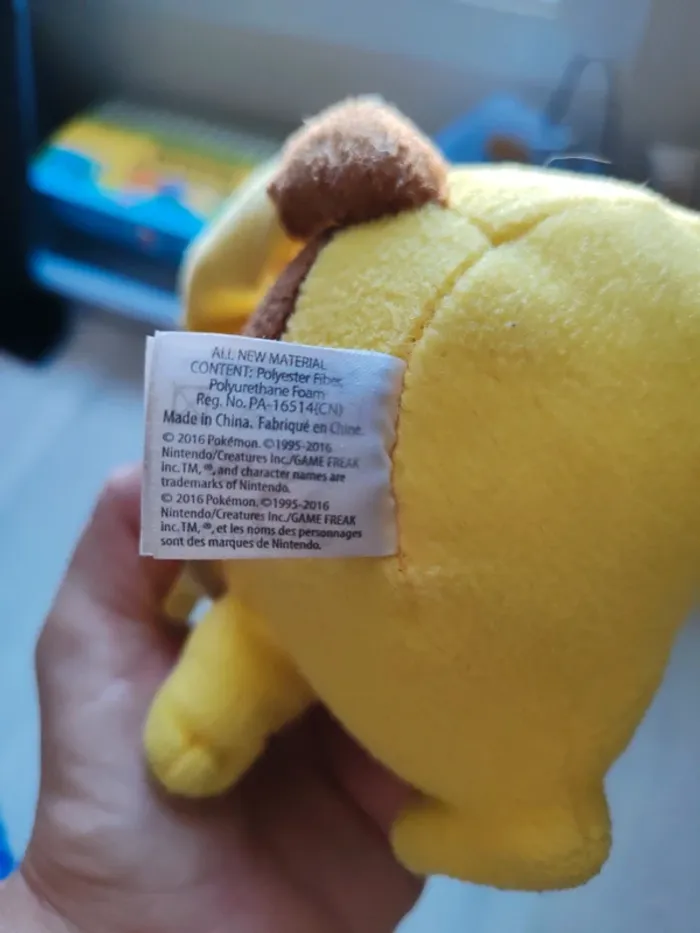 ALL NEW MATERIAL
CONTENT: Polyester Fiber,
Polyurethane Foam
Reg. No. PA-16514(CN)
Made in China. Fabriqué en Chine.
© 2016 Pokémon. ©1995-2016
Nintendo/Creatures Inc./GAME FREAK
inc.TM, ®, and character names are
trademarks of Nintendo.
© 2016 Pokémon. ©1995-2016
Nintendo/Creatures Inc./GAME FREAK
inc.TM, ®, et les noms des personnages
sont des marques de Nintendo.